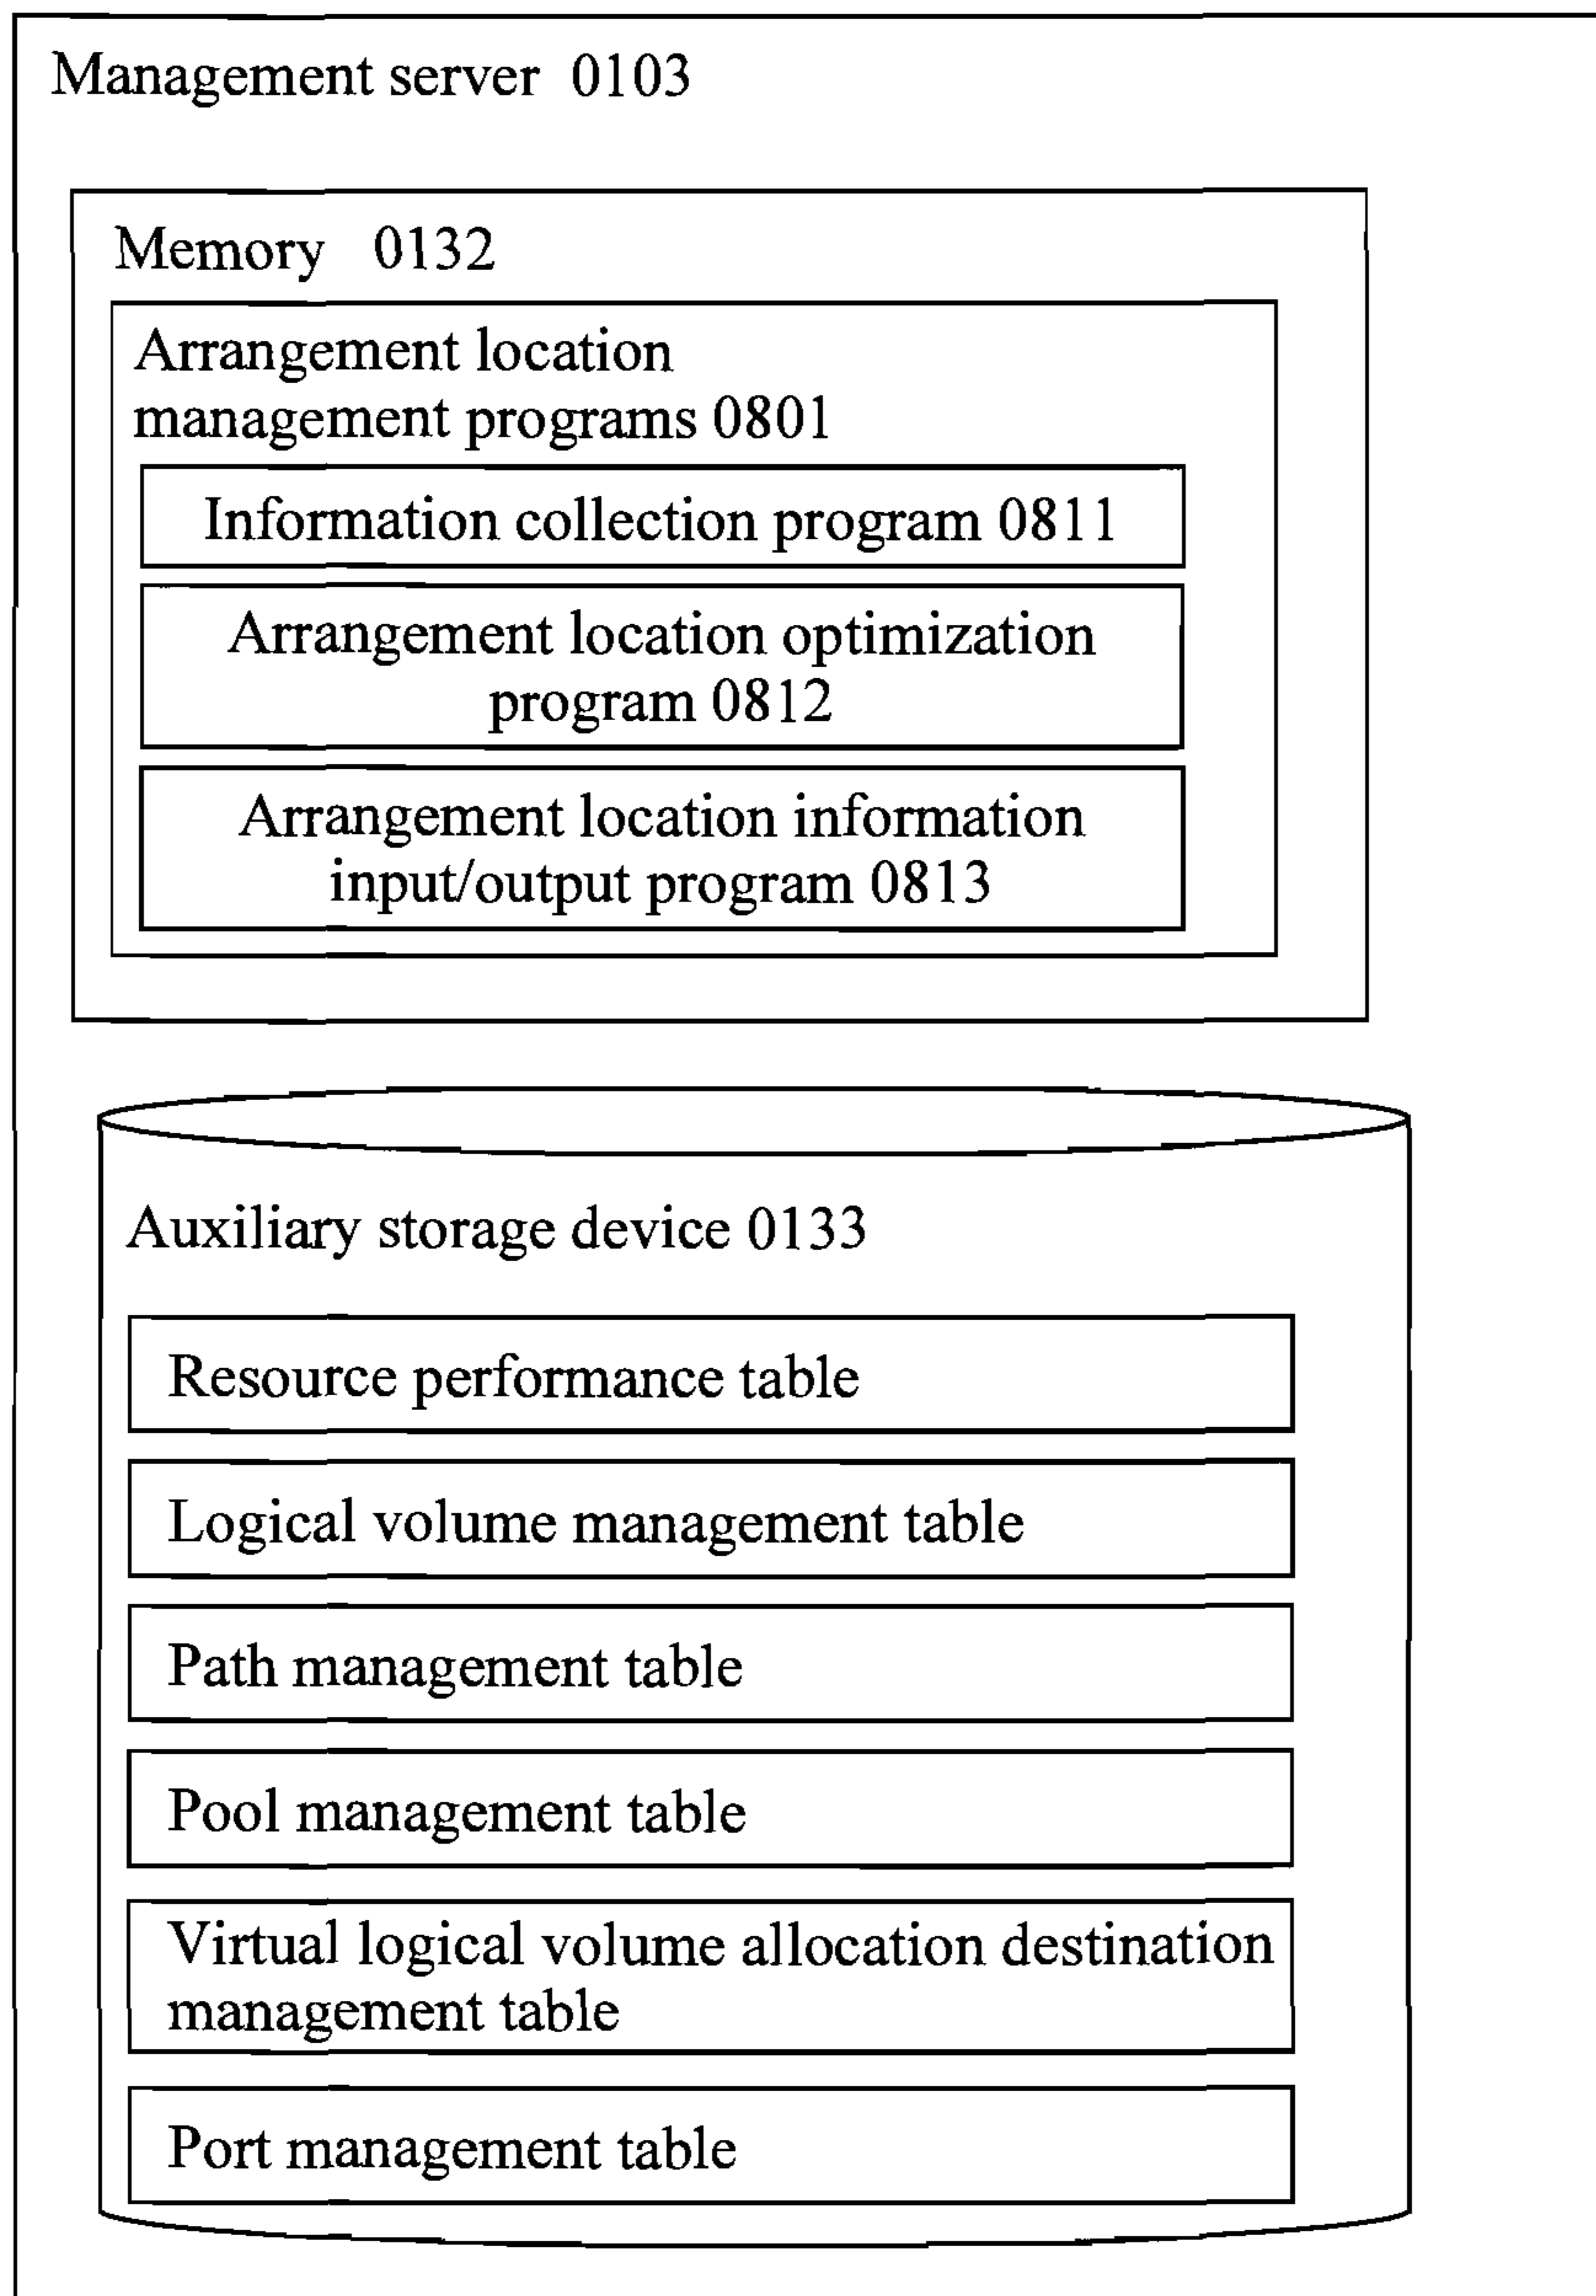 Management server 0103
Memory 0132
Arrangement location
management programs 0801
Information collection program 0811
Arrangement location optimization
program 0812
Arrangement location information
input/output program 0813
Auxiliary storage device 0133
Resource performance table
Logical volume management table
Path management table
Pool management table
Virtual logical volume allocation destination
management table
Port management table